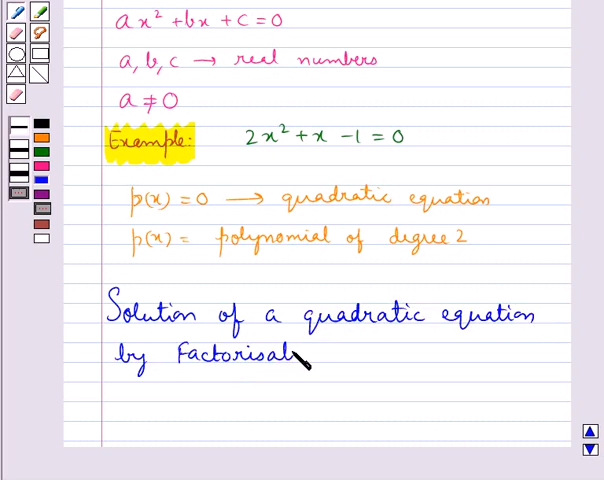 ax² + bx + c = 0
a, b, c → real numbers
a ≠ 0
Example: 2x² + x - 1 = 0
p(x) = 0 → quadratic equation
p(x) = polynomial of degree 2
Solution of a quadratic equation
by Factorisat